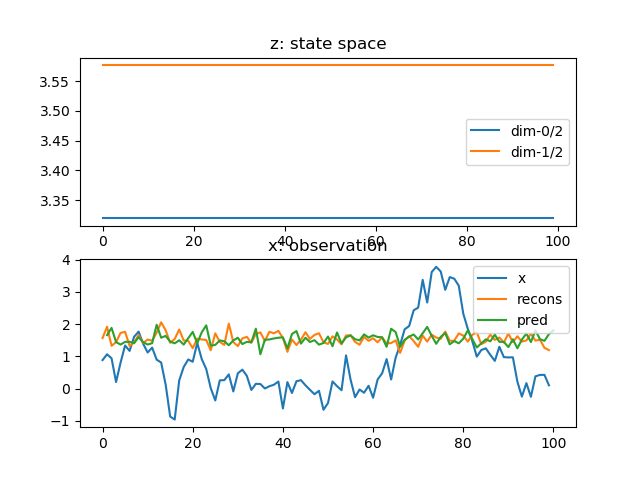 z: state space
3.55
3.50
3.45
3.40
3.35
dim-0/2
dim-1/2
0 20 40 60 80 100
x: observation
4
3
2
1
0
−1
x
recons
pred
0 20 40 60 80 100